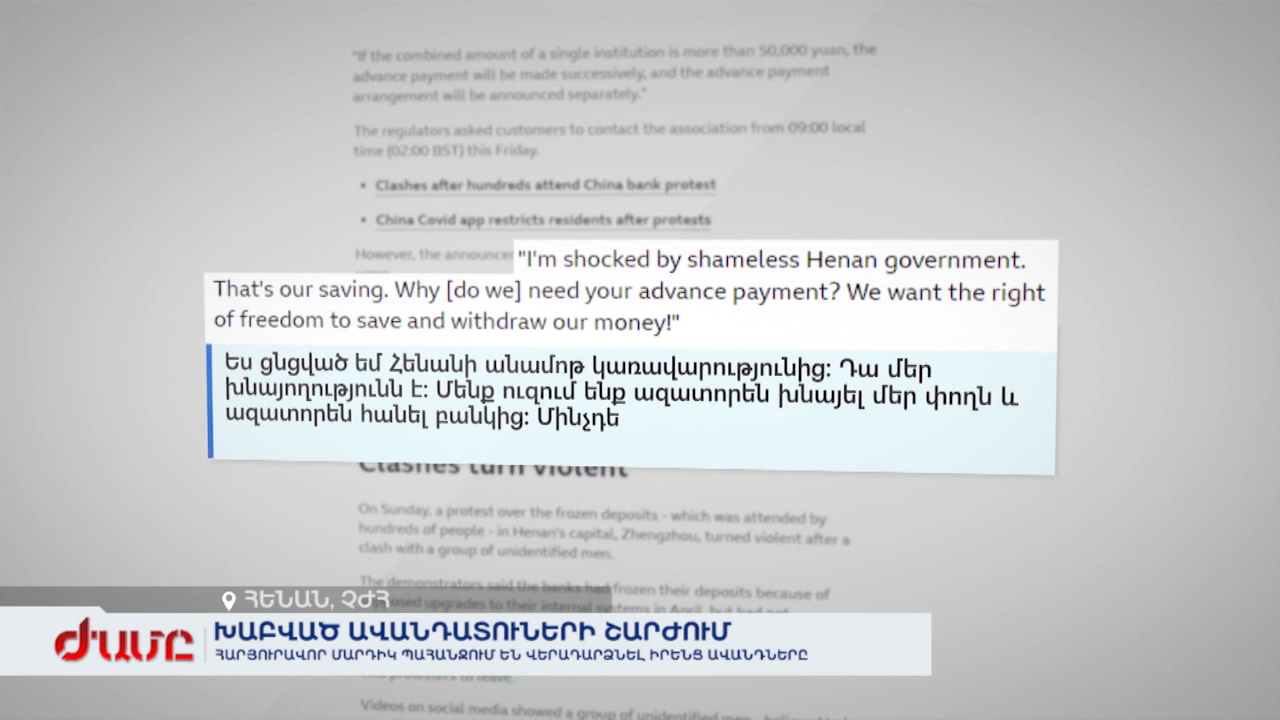 "If the combined amount of a single institution is more than 50,000 yuan, the
advance payment will be made successively, and the advance payment
arrangement will be announced separately."
The regulators asked customers to contact the association from 09:00 local
time (02:00 BST) this Friday.
• Clashes after hundreds attend China bank protest
• China Covid app restricts residents after protests
However, the announcer
"I'm shocked by shameless Henan government.
That's our saving. Why [do we] need your advance payment? We want the right
of freedom to save and withdraw our money!"
Ես ցնցված եմ Հենանի անամոթ կառավարությունից: Դա մեր
խնայողությունն է: Մենք ուզում ենք ազատորեն խնայել մեր փողն և
ազատորեն հանել բանկից: Մինչդե
Clashes turn violent
On Sunday, a protest over the frozen deposits - which was attended by
hundreds of people - in Henan's capital, Zhengzhou, turned violent after a
clash with a group of unidentified men.
The demonstrators said the banks had frozen their deposits because of
upgrades to their internal systems in April, but had not
ՀԵՆԱՆ, ՉԺՀ
ԺԱՄԸ
ԽԱԲՎԱԾ ԱՎԱՆԴԱՏՈՒՆԵՐԻ ՇԱՐԺՈՒՄ
ՀԱՐՅՈՒՐԱՎՈՐ ՄԱՐԴԻԿ ՊԱՀԱՆՋՈՒՄ ԵՆ ՎԵՐԱԴԱՐՁՆԵԼ ԻՐԵՆՑ ԱՎԱՆԴՆԵՐԸ
protesters to leave.
Videos on social media showed a group of unidentified men - believed to be